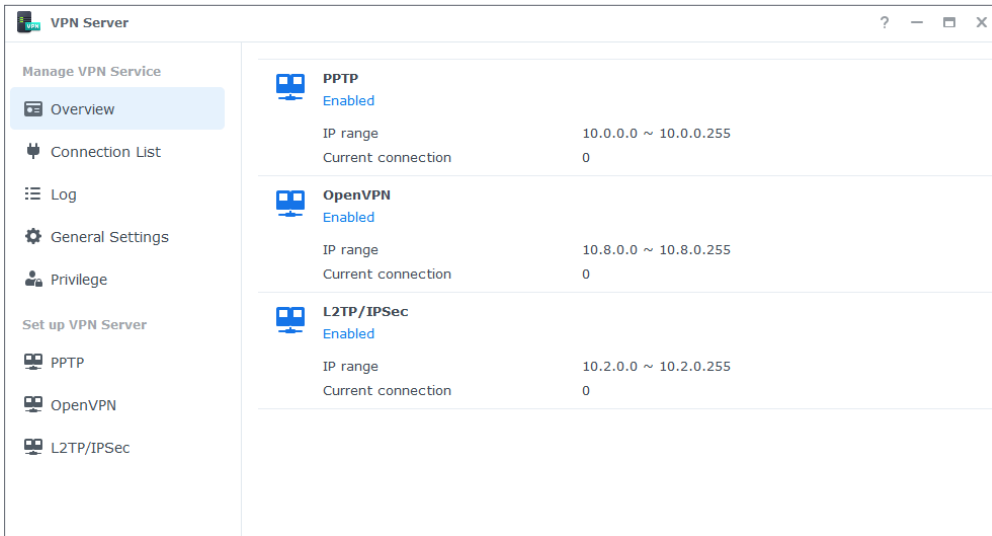 VPN Server
Manage VPN Service
Overview
Connection List
Log
General Settings
Privilege
Set up VPN Server
PPTP
OpenVPN
L2TP/IPSec
PPTP
Enabled
IP range 10.0.0.0 ~ 10.0.0.255
Current connection 0
OpenVPN
Enabled
IP range 10.8.0.0 ~ 10.8.0.255
Current connection 0
L2TP/IPSec
Enabled
IP range 10.2.0.0 ~ 10.2.0.255
Current connection 0